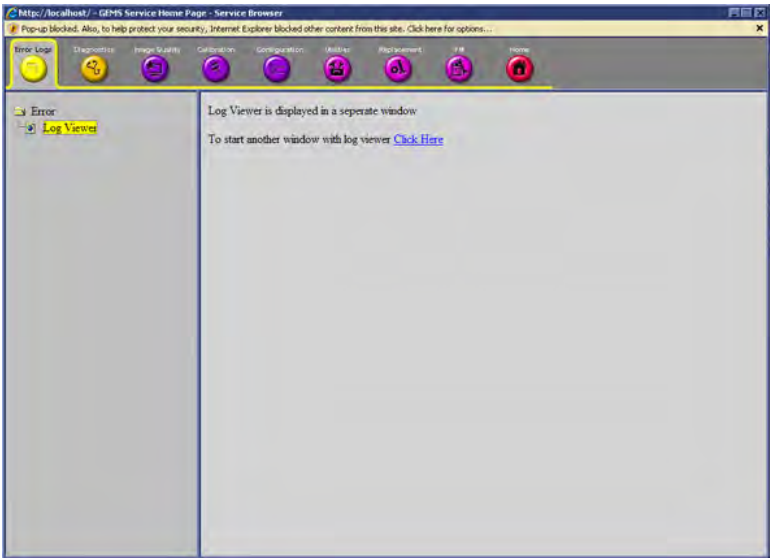 http://localhost/ - GEMS Service Home Page - Service Browser
Pop-up blocked. Also, to help protect your security, Internet Explorer blocked other content from this site. Click here for options...
Error Logs Diagnostics Image Quality Calibration Configuration Utilities Replacement PM Home
Error
Log Viewer
Log Viewer is displayed in a seperate window
To start another window with log viewer Click Here